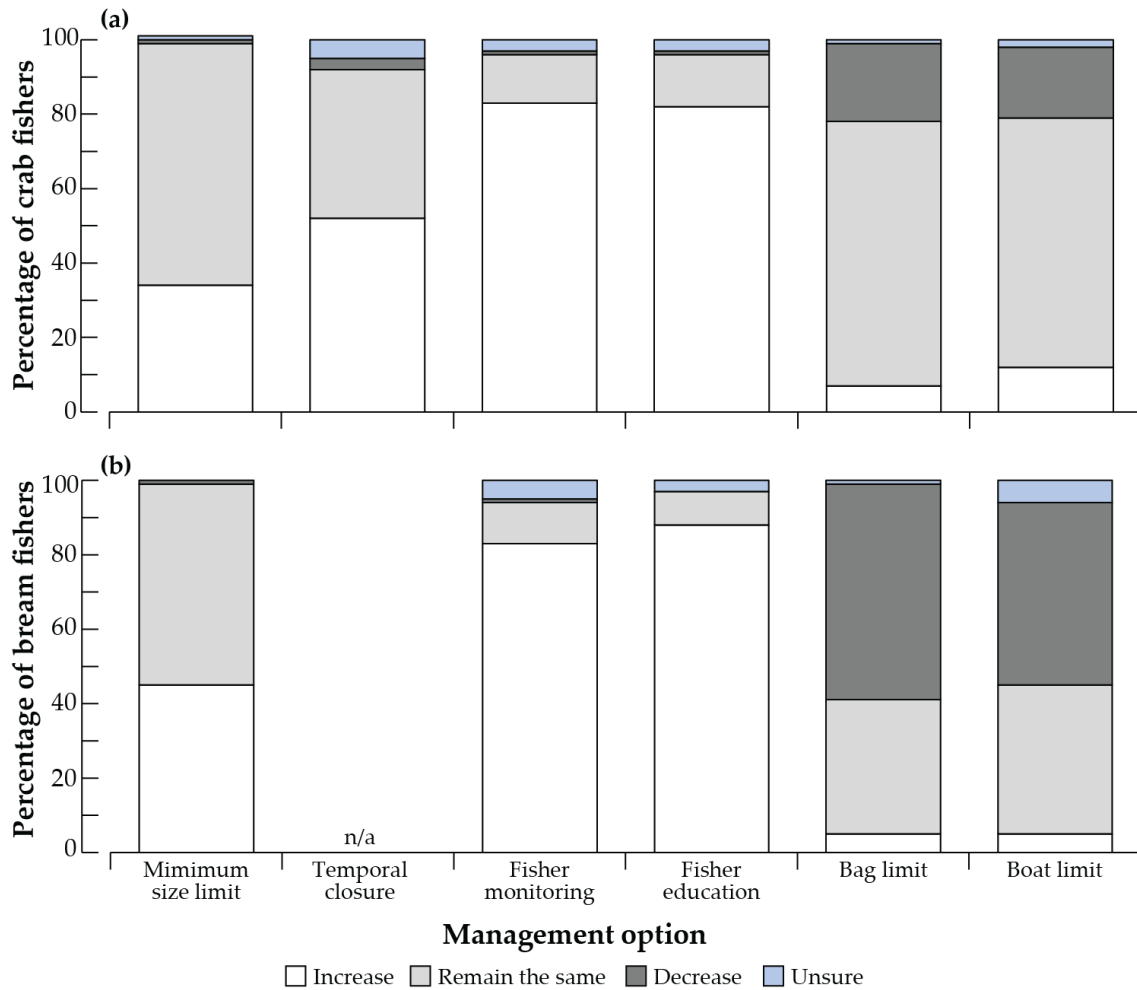 (a)
Percentage of crab fishers
100
80
60
40
20
0
(b)
Percentage of bream fishers
100
80
60
40
20
0
n/a
Mimimum
size limit
Temporal
closure
Fisher
monitoring
Fisher
education
Bag limit
Boat limit
Management option
Increase
Remain the same
Decrease
Unsure